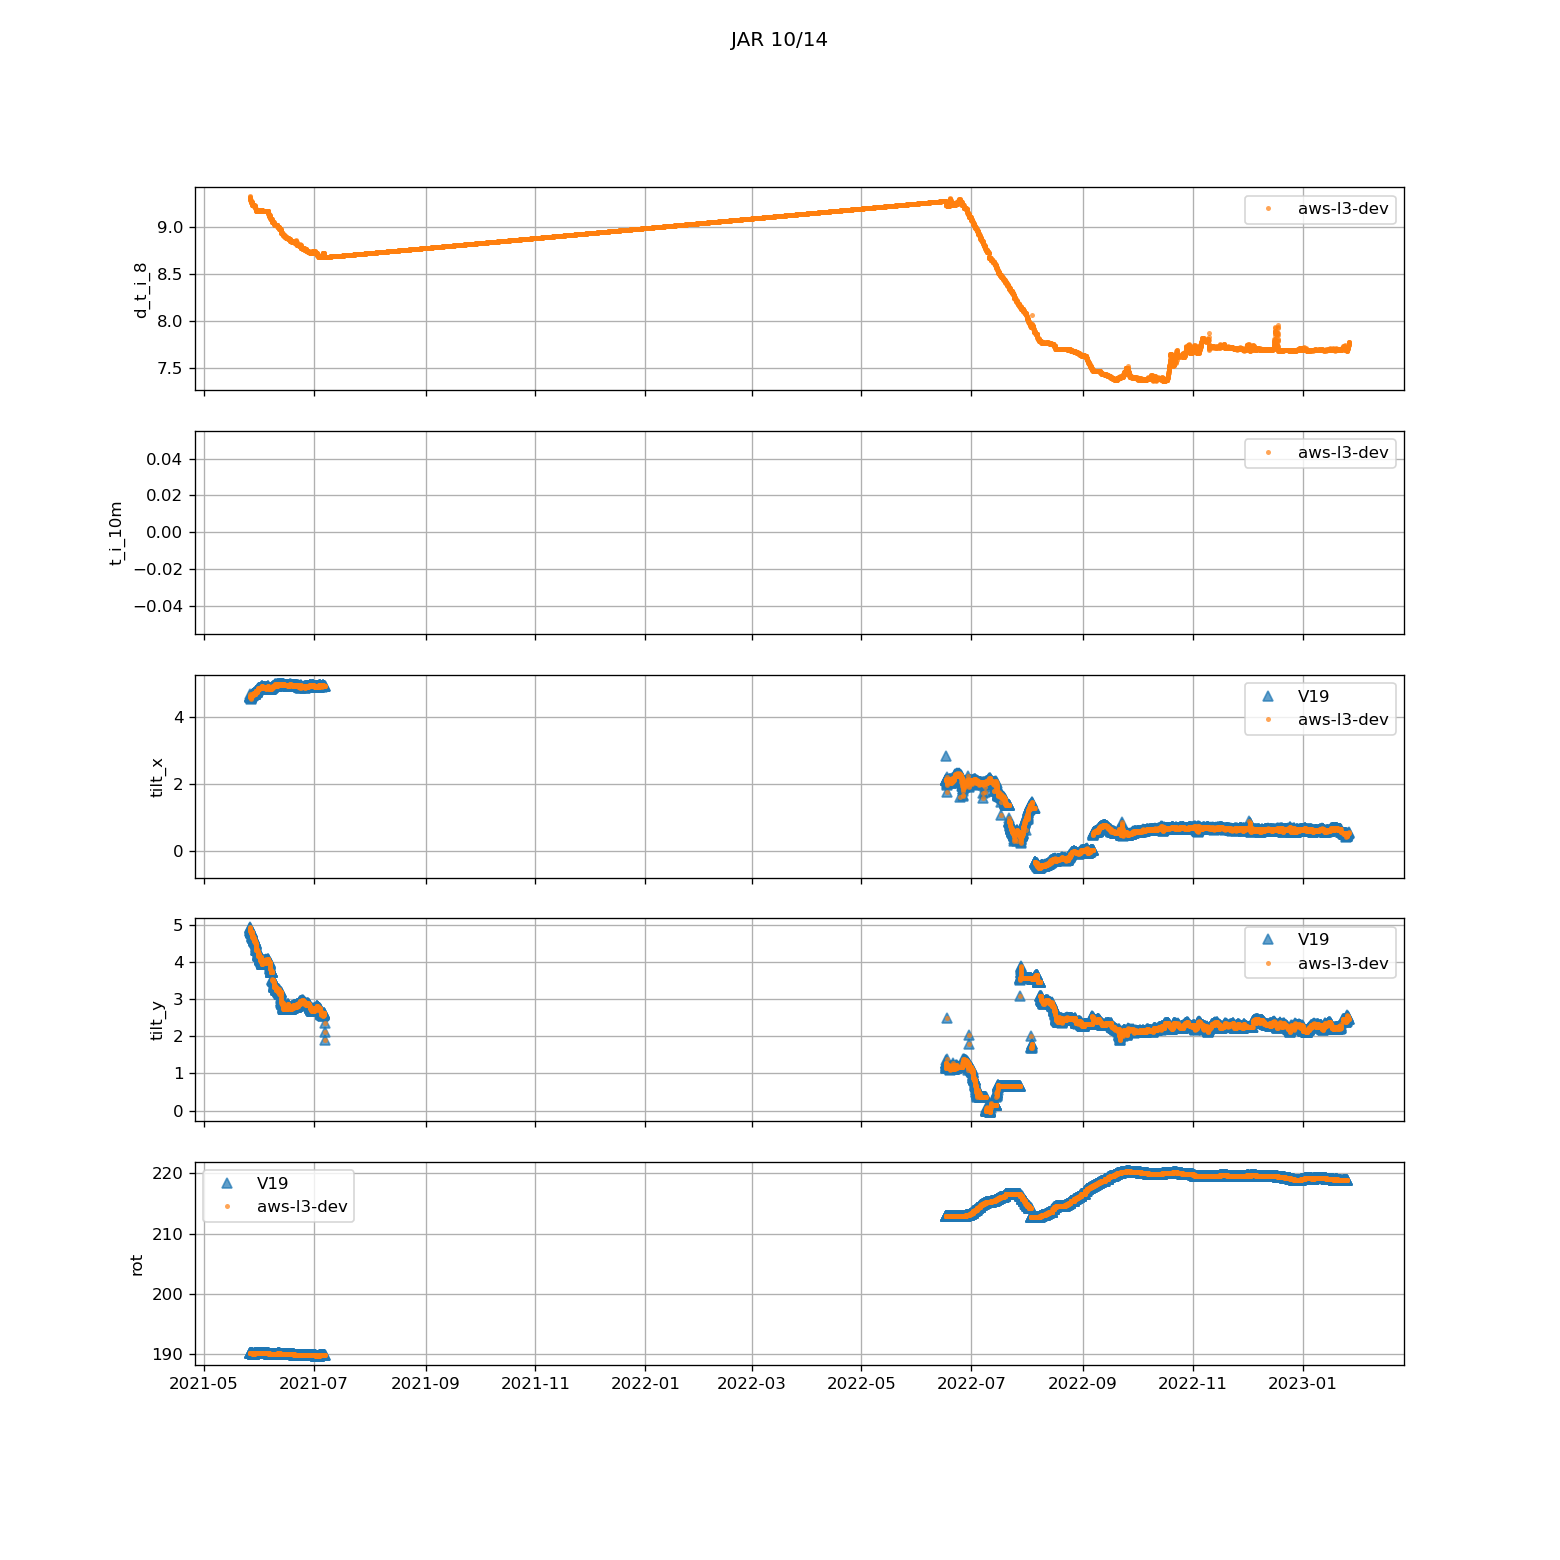 JAR 10/14
9.0
8.5
8.0
7.5
d_t_i_8
aws-l3-dev
0.04
0.02
0.00
−0.02
−0.04
t_i_10m
aws-l3-dev
4
2
0
tilt_x
V19
aws-l3-dev
5
4
3
2
1
0
tilt_y
V19
aws-l3-dev
220
210
200
190
rot
V19
aws-l3-dev
2021-05 2021-07 2021-09 2021-11 2022-01 2022-03 2022-05 2022-07 2022-09 2022-11 2023-01